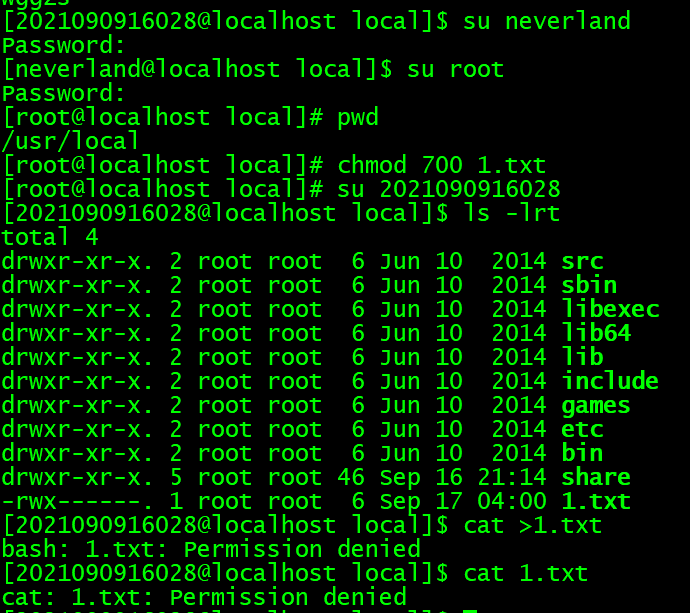 [2021090916028@localhost local]$ su neverland
Password:
[neverland@localhost local]$ su root
Password:
[root@localhost local]# pwd
/usr/local
[root@localhost local]# chmod 700 1.txt
[root@localhost local]# su 2021090916028
[2021090916028@localhost local]$ ls -lrt
total 4
drwxr-xr-x. 2 root root  6 Jun 10  2014 src
drwxr-xr-x. 2 root root  6 Jun 10  2014 sbin
drwxr-xr-x. 2 root root  6 Jun 10  2014 libexec
drwxr-xr-x. 2 root root  6 Jun 10  2014 lib64
drwxr-xr-x. 2 root root  6 Jun 10  2014 lib
drwxr-xr-x. 2 root root  6 Jun 10  2014 include
drwxr-xr-x. 2 root root  6 Jun 10  2014 games
drwxr-xr-x. 2 root root  6 Jun 10  2014 etc
drwxr-xr-x. 2 root root  6 Jun 10  2014 bin
drwxr-xr-x. 5 root root 46 Sep 16 21:14 share
-rwx------. 1 root root  6 Sep 17 04:00 1.txt
[2021090916028@localhost local]$ cat >1.txt
bash: 1.txt: Permission denied
[2021090916028@localhost local]$ cat 1.txt
cat: 1.txt: Permission denied